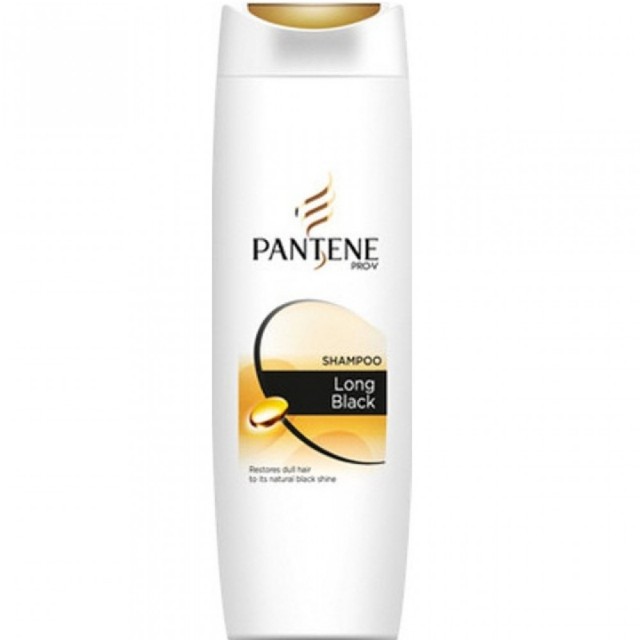 PANTENE
PRO-V
SHAMPOO
Long
Black
Restores dull hair
to its natural black shine